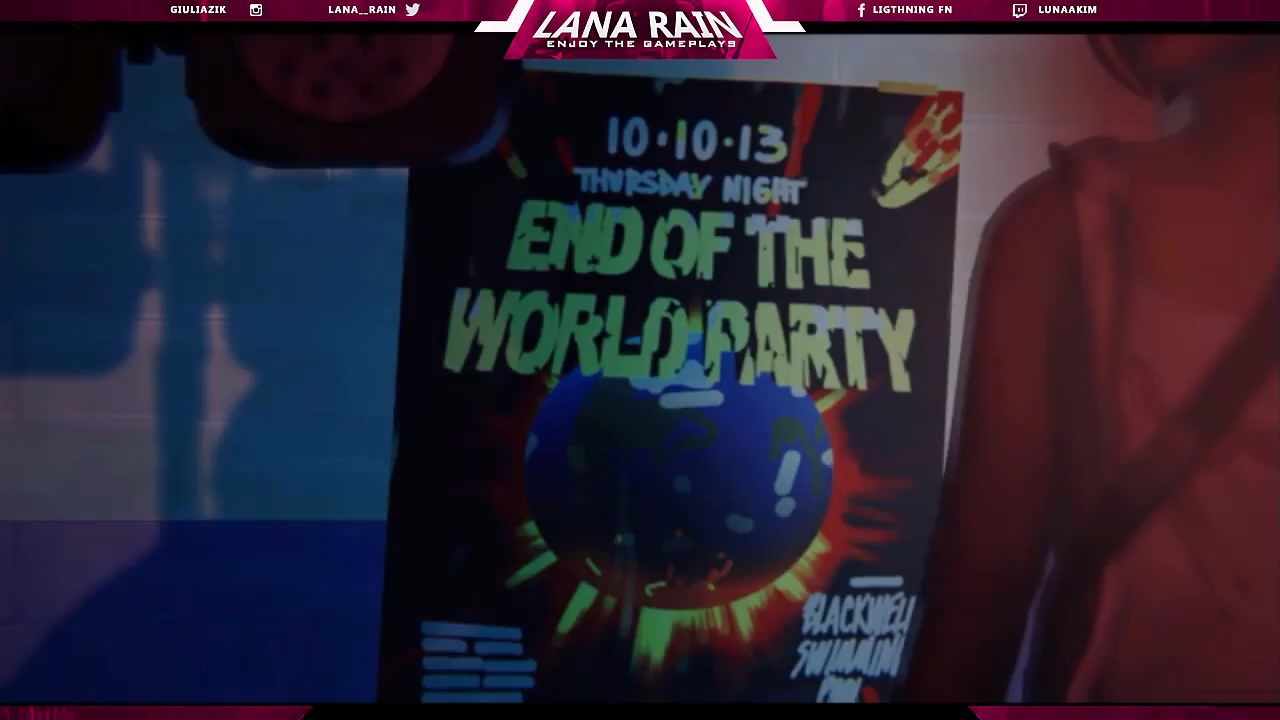 GIULIAZIK
LANA__RAIN
LANA RAIN
ENJOY THE GAMEPLAYS
LIGTHNING FN
LUNAAKIM
10·10·13
THURSDAY NIGHT
END OF THE
WORLD PARTY
BLACKWELL
SWIMMING